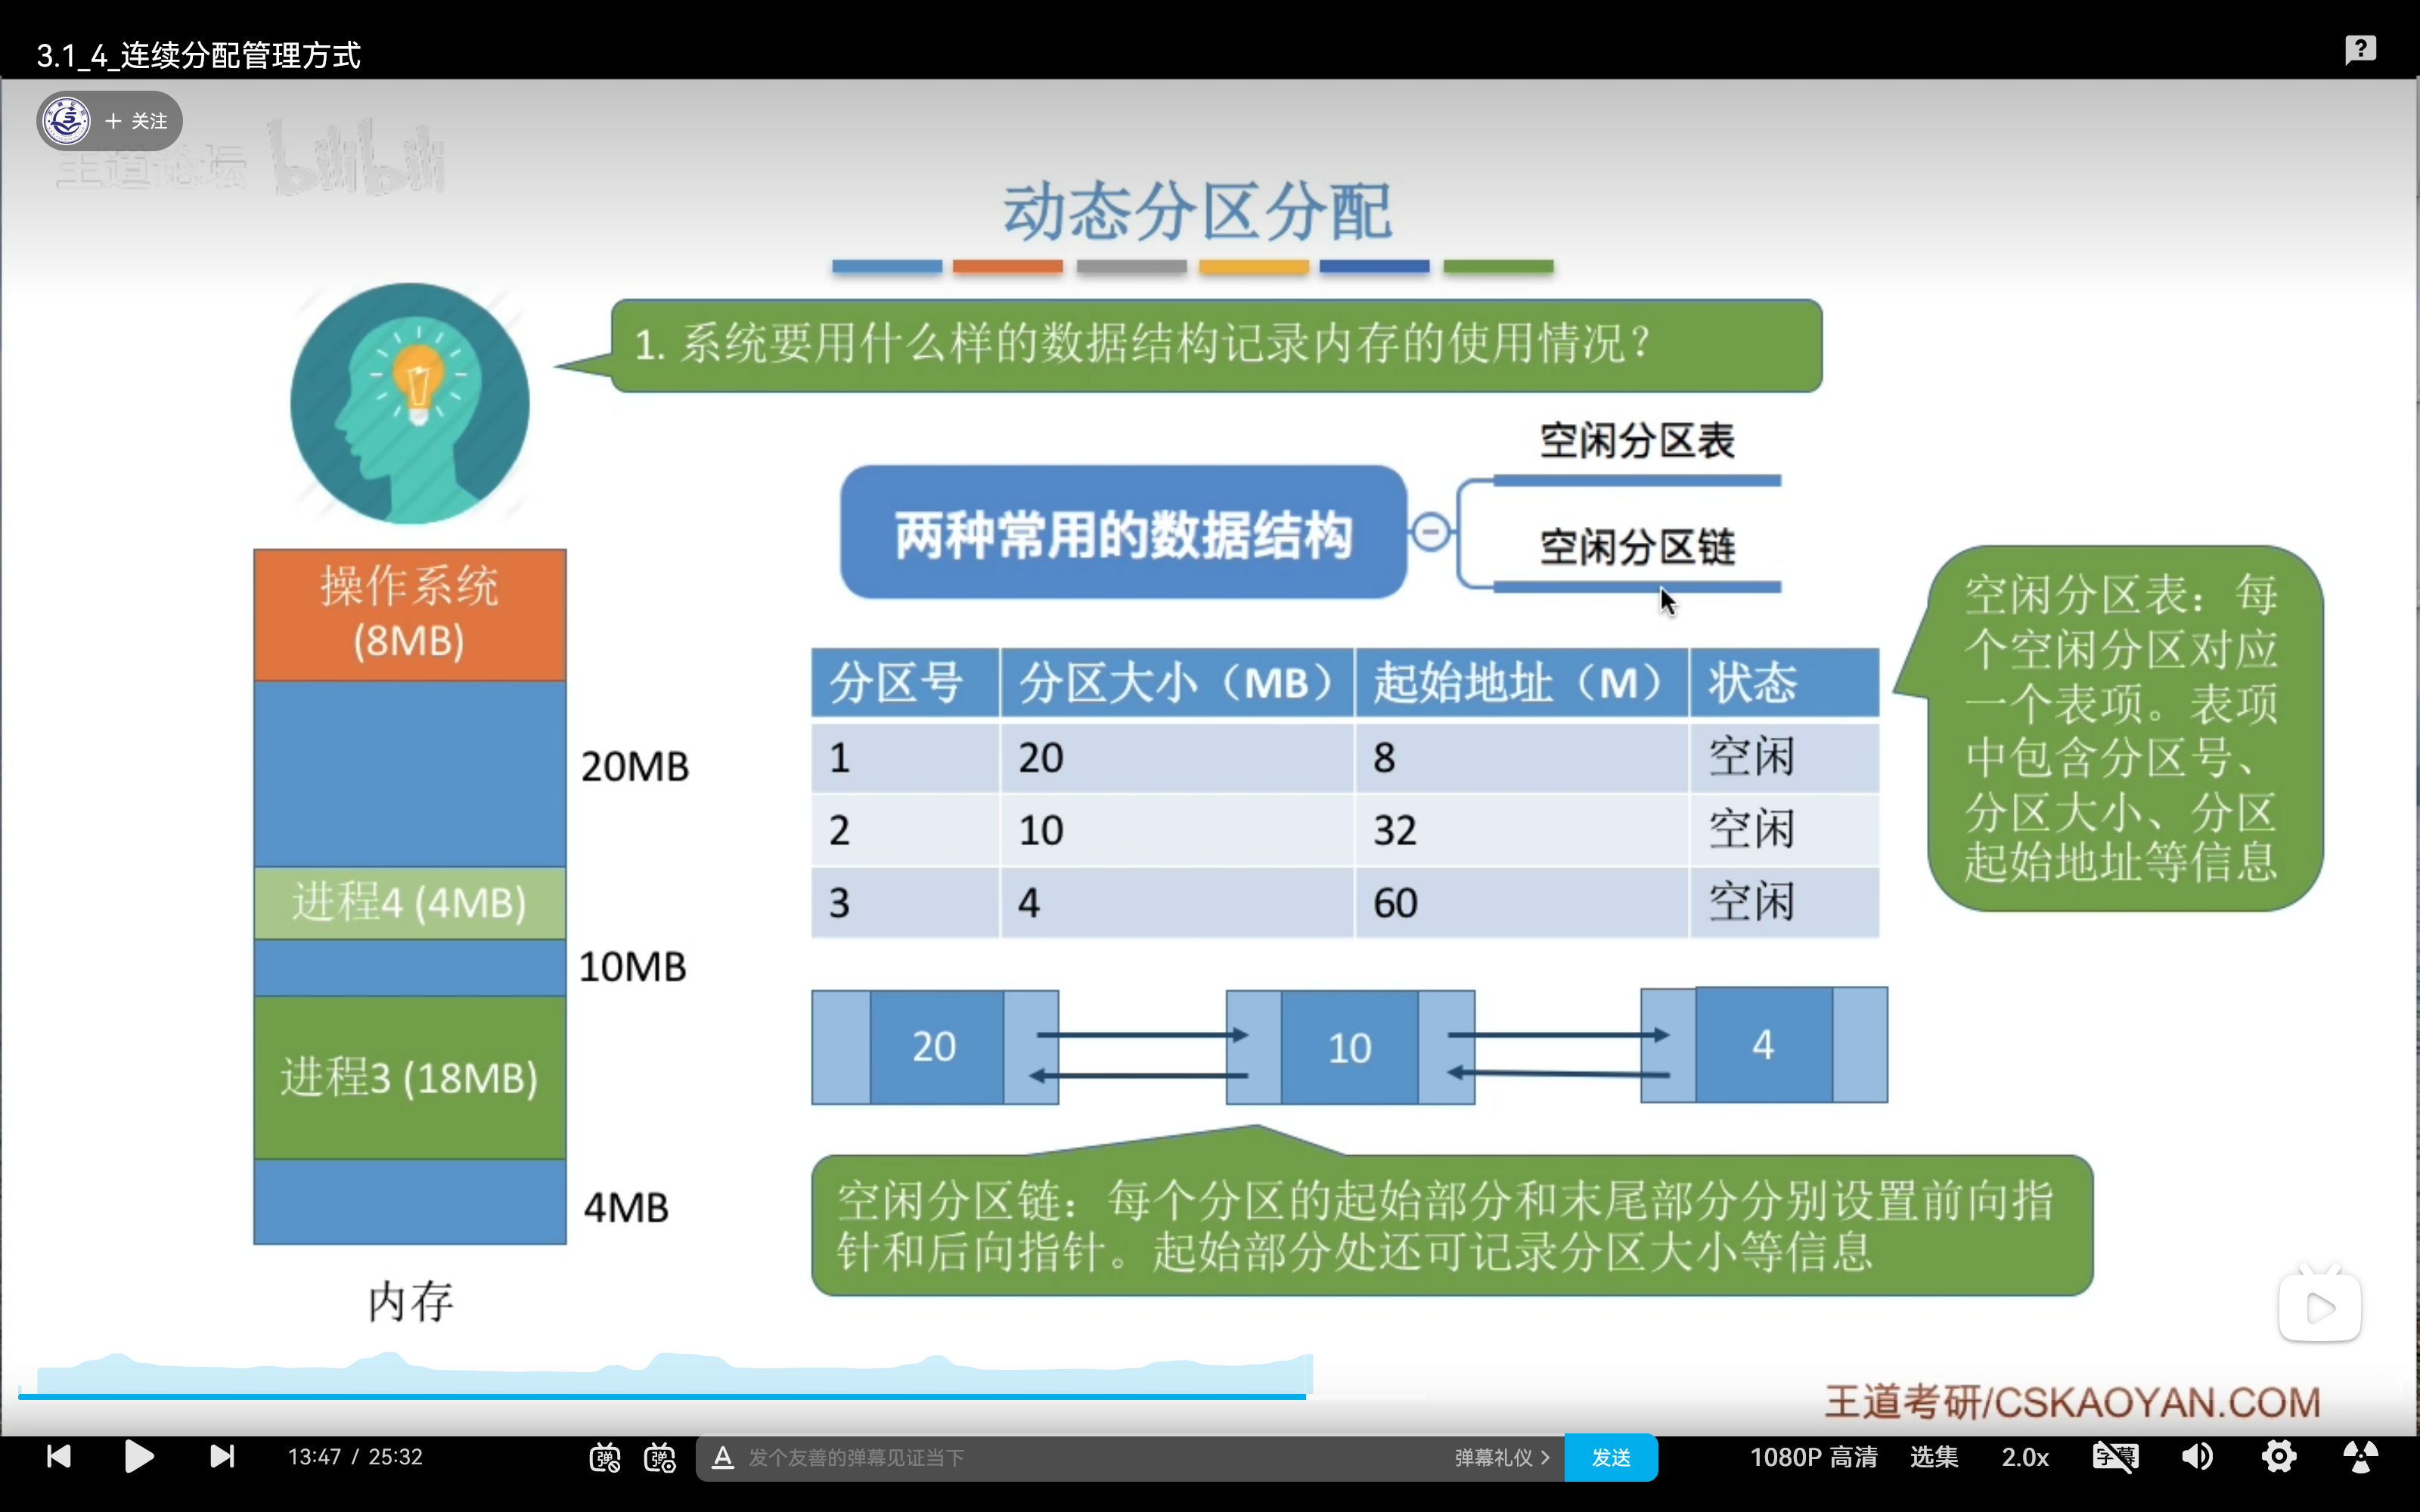 3.1_4_连续分配管理方式
+ 关注
王道论坛 bilibili
动态分区分配
1. 系统要用什么样的数据结构记录内存的使用情况？
两种常用的数据结构
空闲分区表
空闲分区链
操作系统
(8MB)
20MB
进程4 (4MB)
10MB
进程3 (18MB)
4MB
内存
分区号 分区大小（MB） 起始地址（M） 状态
1 20 8 空闲
2 10 32 空闲
3 4 60 空闲
空闲分区表：每
个空闲分区对应
一个表项。表项
中包含分区号、
分区大小、分区
起始地址等信息
20 10 4
空闲分区链：每个分区的起始部分和末尾部分分别设置前向指
针和后向指针。起始部分处还可记录分区大小等信息
王道考研/CSKAOYAN.COM
13:47 / 25:32
弹 弹
A 发个友善的弹幕见证当下
弹幕礼仪 >
发送
1080P 高清
选集
2.0x
字幕